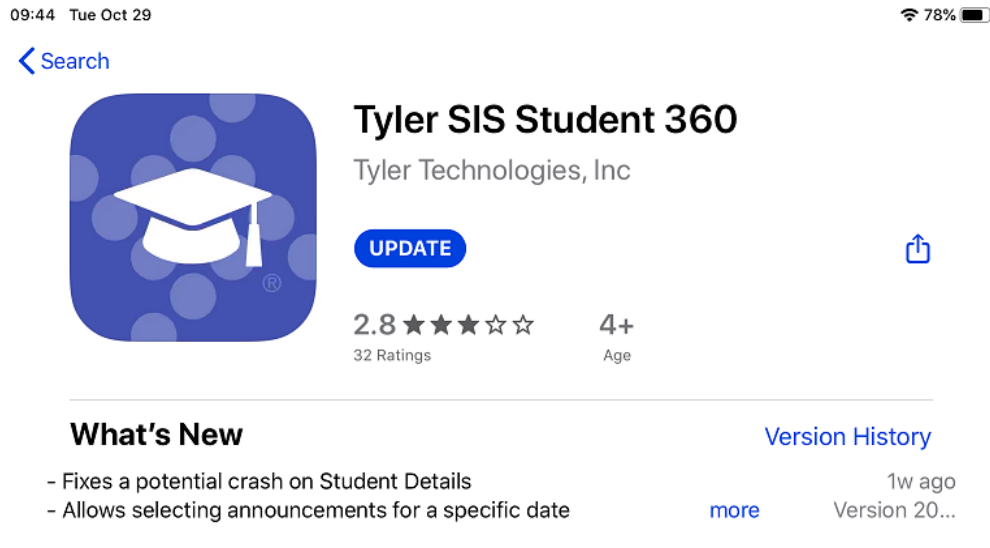 09:44 Tue Oct 29 78%
Search
Tyler SIS Student 360
Tyler Technologies, Inc
UPDATE
®
2.8
4+
32 Ratings
Age
What's New
Version History
- Fixes a potential crash on Student Details
1w ago
- Allows selecting announcements for a specific date
more
Version 20...